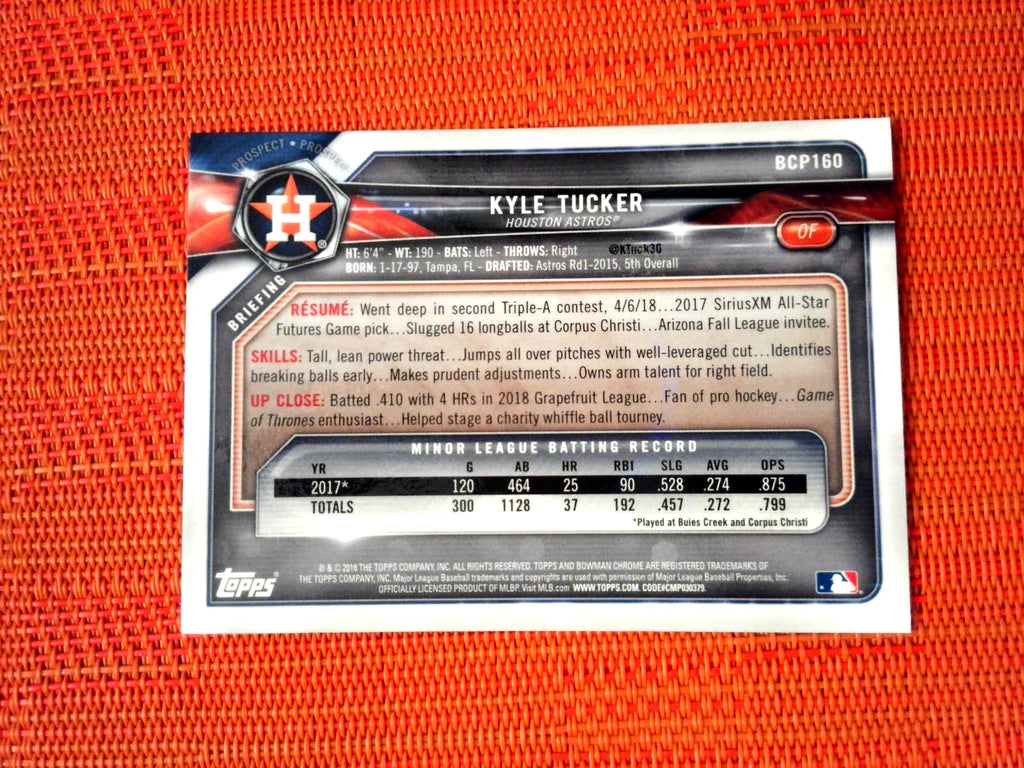 PROSPECT • PROSPECT
BCP160
KYLE TUCKER
HOUSTON ASTROS®
OF
H
®
HT: 6'4" - WT: 190 - BATS: Left - THROWS: Right @KTuck30
BORN: 1-17-97, Tampa, FL - DRAFTED: Astros Rd1-2015, 5th Overall
BRIEFING
RÉSUMÉ: Went deep in second Triple-A contest, 4/6/18...2017 SiriusXM All-Star
Futures Game pick...Slugged 16 longballs at Corpus Christi...Arizona Fall League invitee.
SKILLS: Tall, lean power threat...Jumps all over pitches with well-leveraged cut...Identifies
breaking balls early...Makes prudent adjustments...Owns arm talent for right field.
UP CLOSE: Batted .410 with 4 HRs in 2018 Grapefruit League...Fan of pro hockey...Game
of Thrones enthusiast...Helped stage a charity whiffle ball tourney.
MINOR LEAGUE BATTING RECORD
YR G AB HR RBI SLG AVG OPS
2017* 120 464 25 90 .528 .274 .875
TOTALS 300 1128 37 192 .457 .272 .799
*Played at Buies Creek and Corpus Christi
® & © 2018 THE TOPPS COMPANY, INC. ALL RIGHTS RESERVED. TOPPS AND BOWMAN CHROME ARE REGISTERED TRADEMARKS OF
THE TOPPS COMPANY, INC. Major League Baseball trademarks and copyrights are used with permission of Major League Baseball Properties, Inc.
OFFICIALLY LICENSED PRODUCT OF MLBP. Visit MLB.com WWW.TOPPS.COM. CODE#CMP030373.
TOPPS®